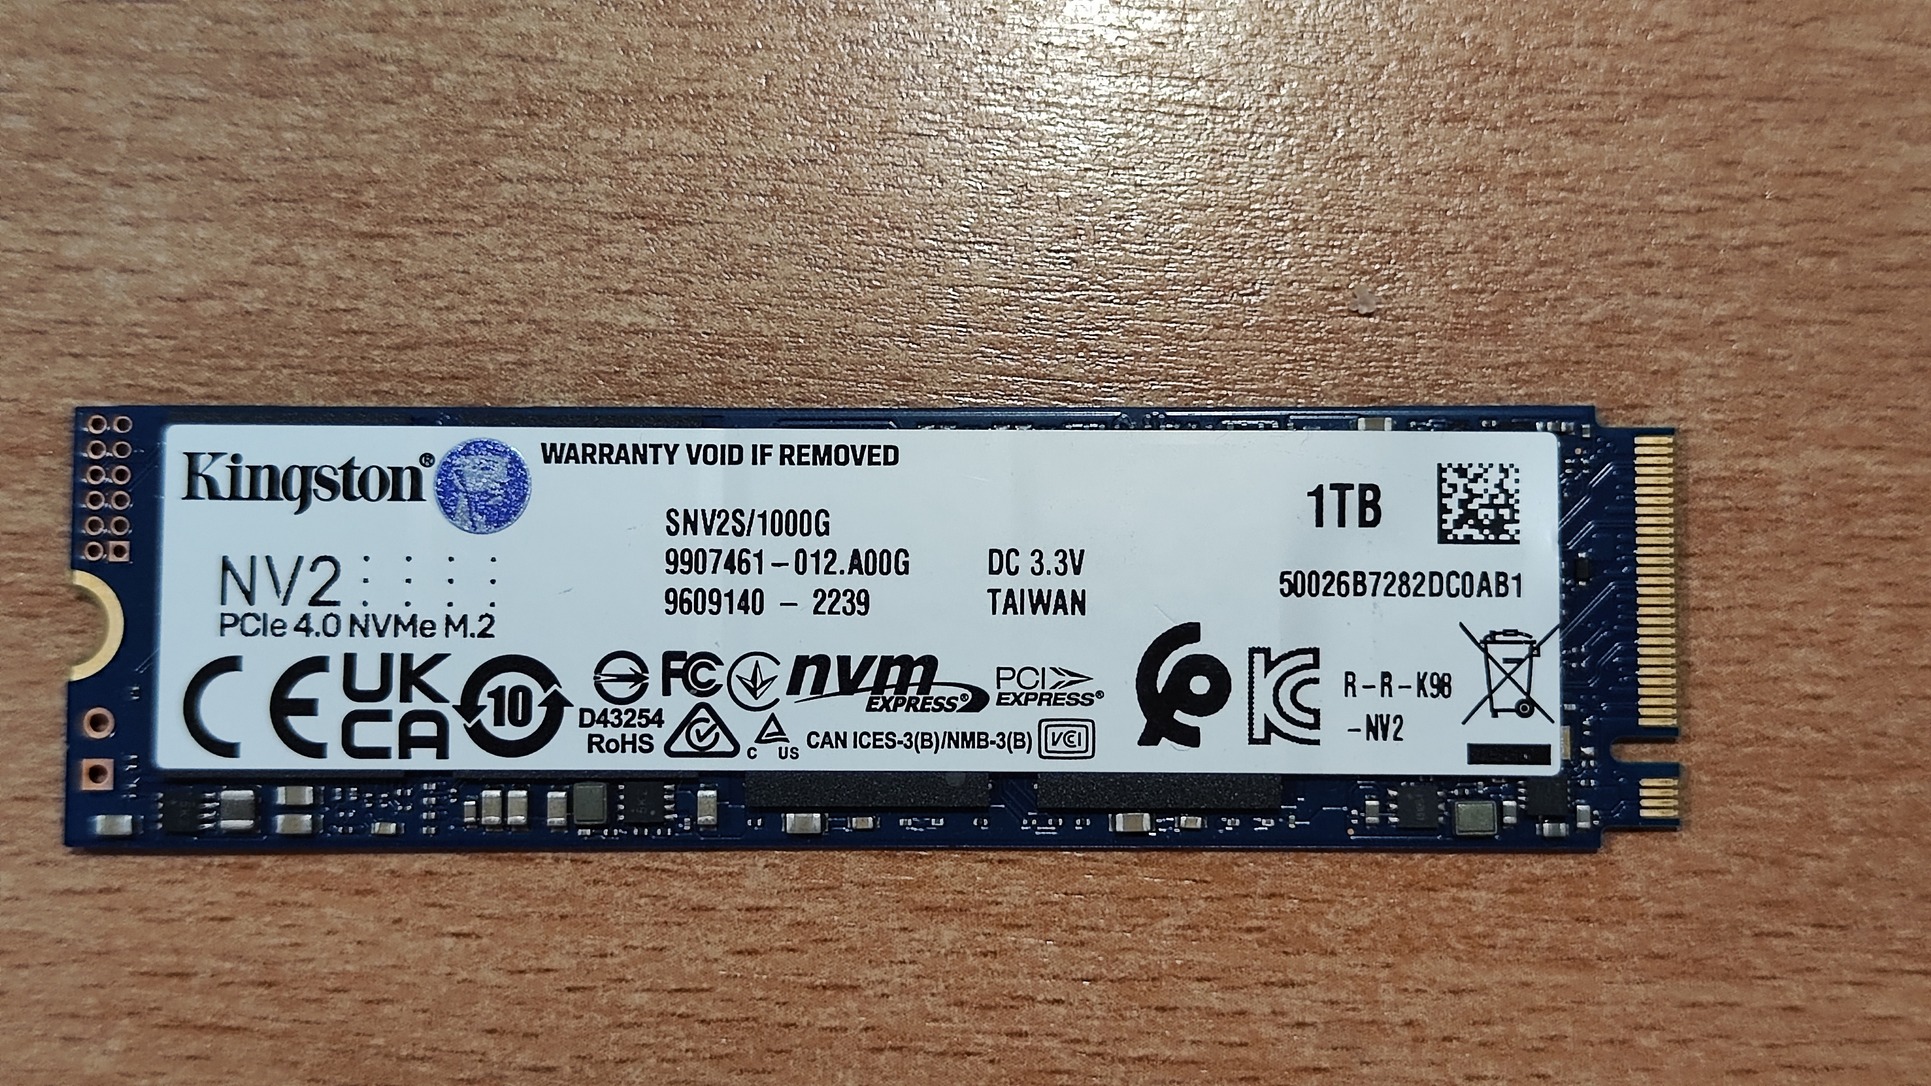 Kingston®
WARRANTY VOID IF REMOVED
SNV2S/1000G
9907461-012.A00G DC 3.3V
9609140 - 2239 TAIWAN
1TB
50026B7282DC0AB1
NV2
PCIe 4.0 NVMe M.2
CE UK CA 10
D43254
RoHS
FC
nvm EXPRESS®
PCI EXPRESS®
C US CAN ICES-3(B)/NMB-3(B) VCI
KC
R-R-K98
-NV2